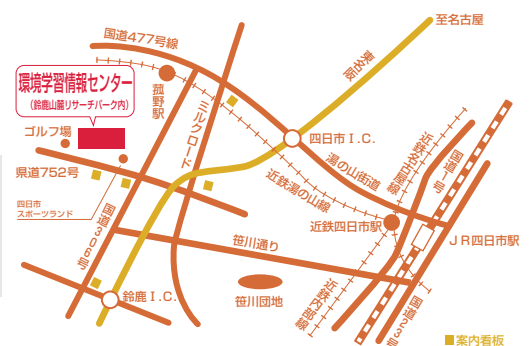 至名古屋
国道477号線
東名阪
環境学習情報センター
（鈴鹿山麓リサーチパーク内）
菰野駅
ミルクロード
ゴルフ場
四日市 I.C.
湯の山街道
近鉄名古屋線
国道1号
県道752号
近鉄湯の山線
四日市
スポーツランド
国道306号
近鉄四日市駅
笹川通り
JR四日市駅
鈴鹿 I.C.
笹川団地
近鉄内部線
国道23号
案内看板